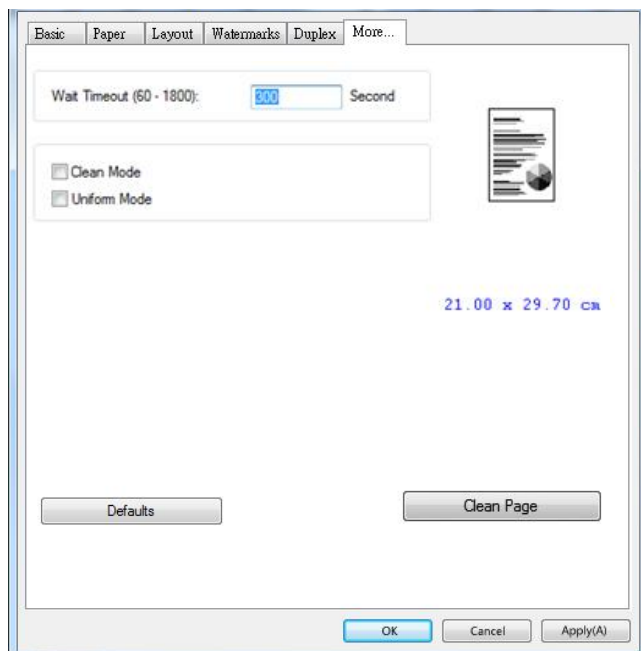 Basic Paper Layout Watermarks Duplex More...
Wait Timeout (60 - 1800): 300 Second
Clean Mode
Uniform Mode
21.00 x 29.70 cm
Defaults Clean Page
OK Cancel Apply(A)